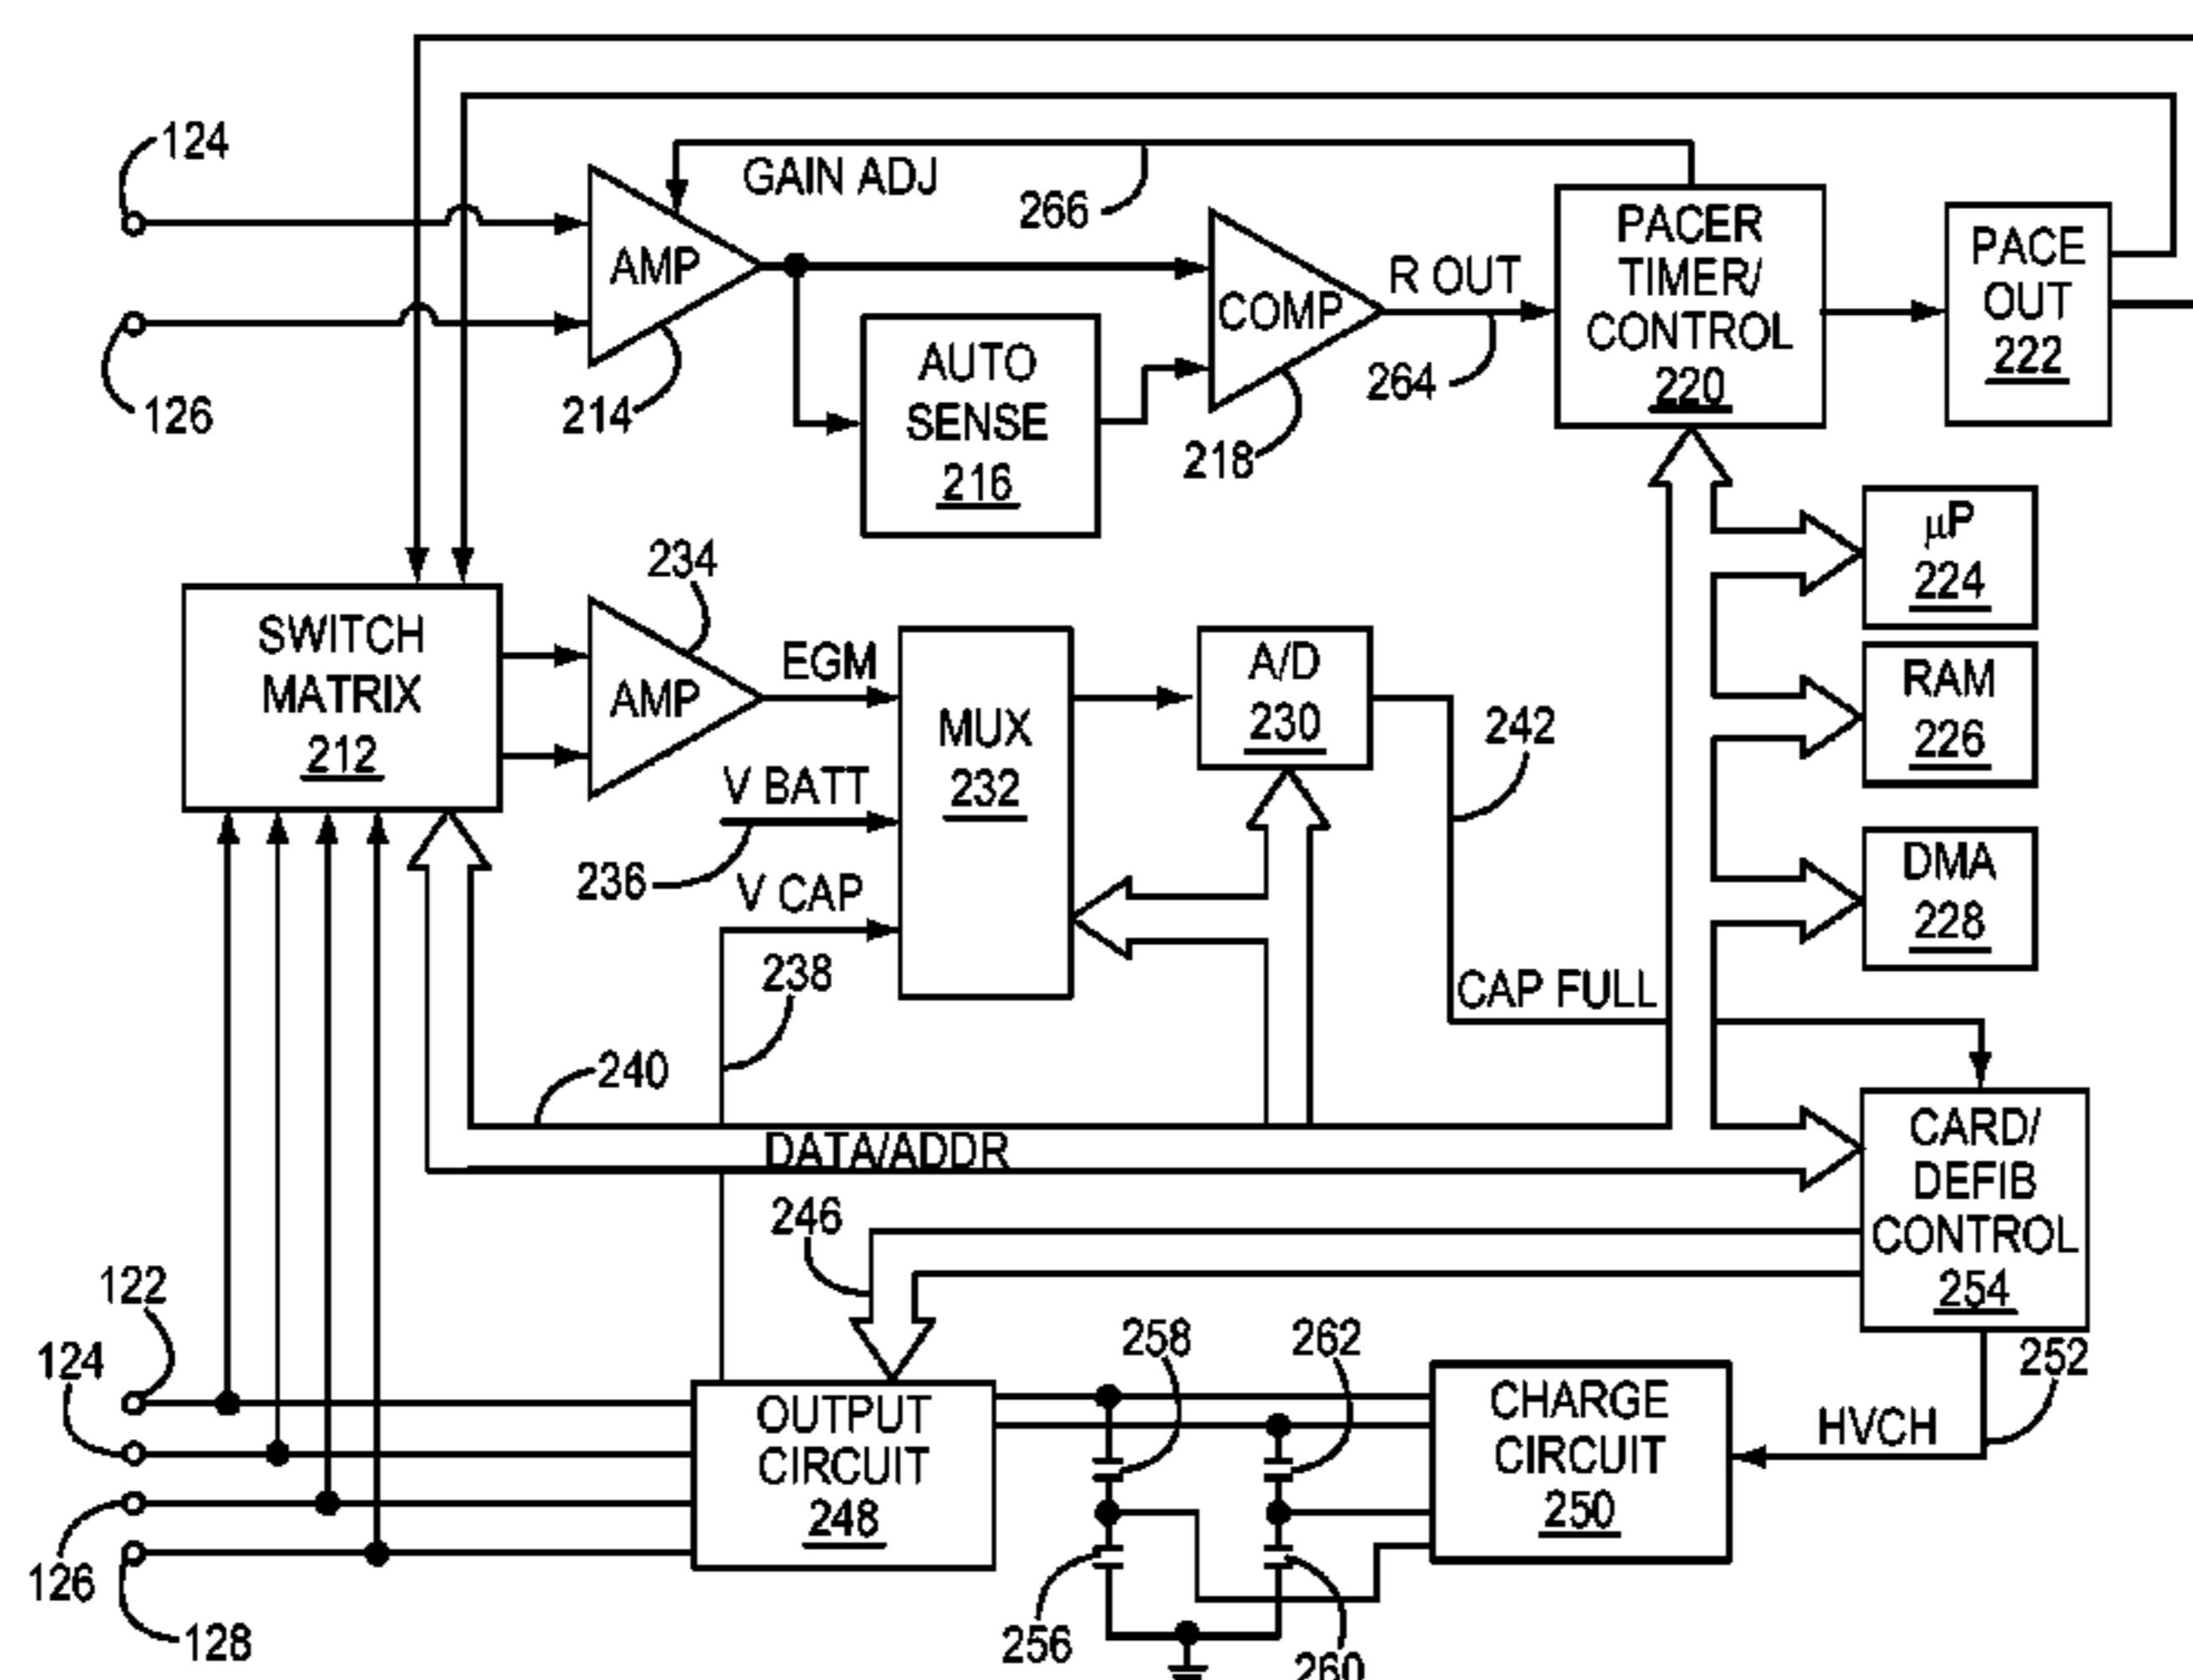 124
GAIN ADJ
266
PACER
TIMER/
CONTROL
220
PACE
OUT
222
AMP
COMP
R OUT
264
126
214
AUTO
SENSE
216
218
µP
224
234
SWITCH
MATRIX
212
AMP
EGM
MUX
232
A/D
230
242
RAM
226
V BATT
236
V CAP
238
DMA
228
CAP FULL
240
DATA/ADDR
CARD/
DEFIB
CONTROL
254
246
122
124
126
128
258
262
252
OUTPUT
CIRCUIT
248
CHARGE
CIRCUIT
250
HVCH
256
260